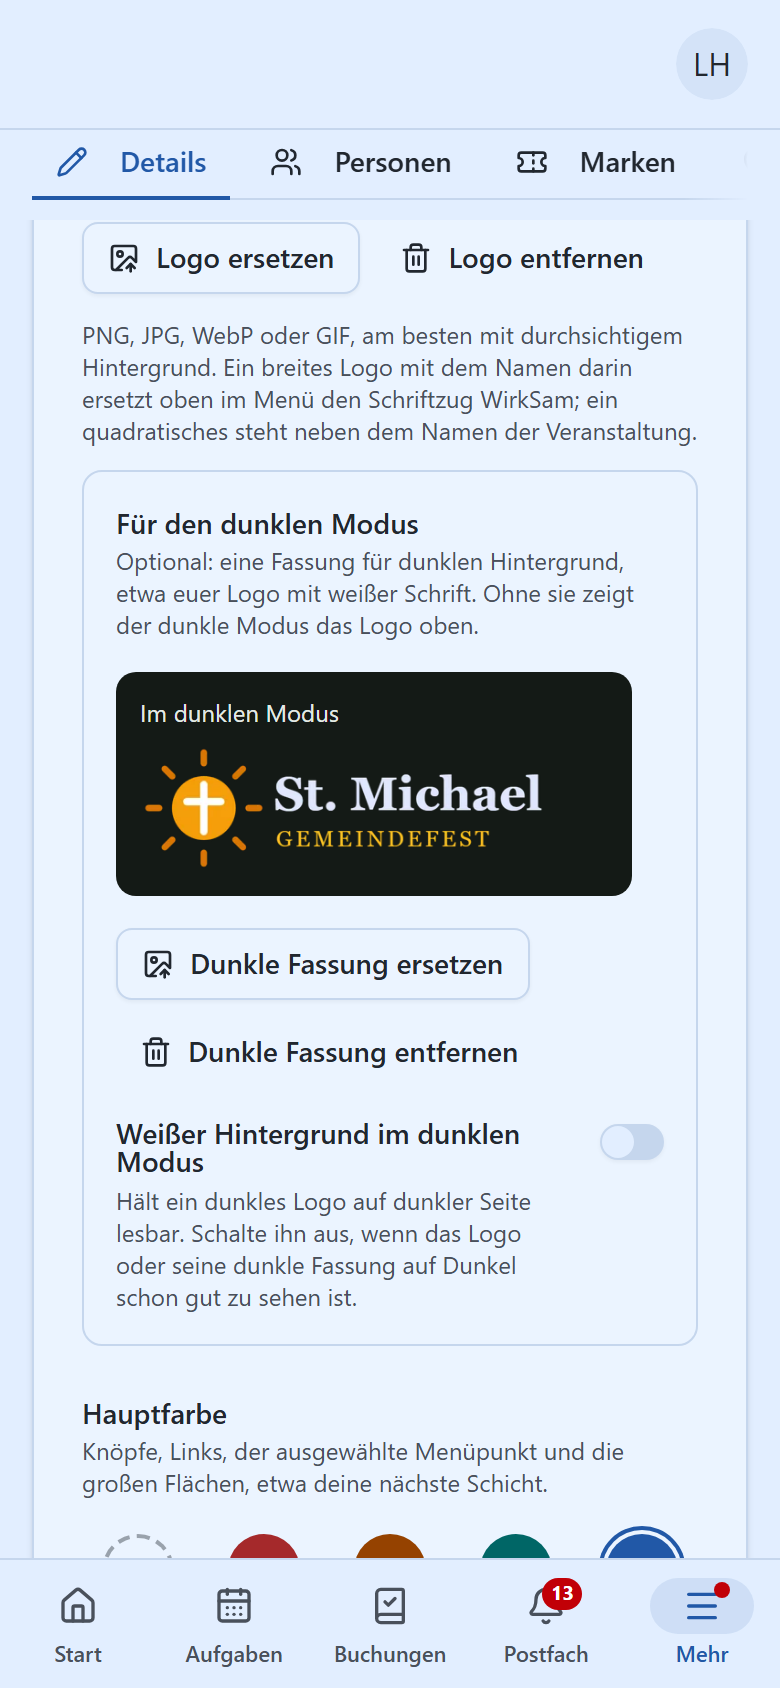 LH
Details
Personen
Marken
Logo ersetzen
Logo entfernen
PNG, JPG, WebP oder GIF, am besten mit durchsichtigem
Hintergrund. Ein breites Logo mit dem Namen darin
ersetzt oben im Menü den Schriftzug WirkSam; ein
quadratisches steht neben dem Namen der Veranstaltung.
Für den dunklen Modus
Optional: eine Fassung für dunklen Hintergrund,
etwa euer Logo mit weißer Schrift. Ohne sie zeigt
der dunkle Modus das Logo oben.
Im dunklen Modus
St. Michael
GEMEINDEFEST
Dunkle Fassung ersetzen
Dunkle Fassung entfernen
Weißer Hintergrund im dunklen
Modus
Hält ein dunkles Logo auf dunkler Seite
lesbar. Schalte ihn aus, wenn das Logo
oder seine dunkle Fassung auf Dunkel
schon gut zu sehen ist.
Hauptfarbe
Knöpfe, Links, der ausgewählte Menüpunkt und die
großen Flächen, etwa deine nächste Schicht.
13
Start
Aufgaben
Buchungen
Postfach
Mehr